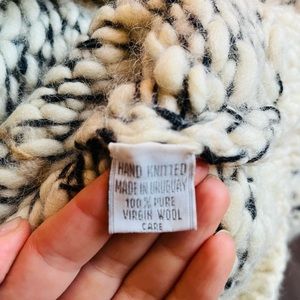 HAND KNITTED
MADE IN URUGUAY
100% PURE
VIRGIN WOOL
CARE